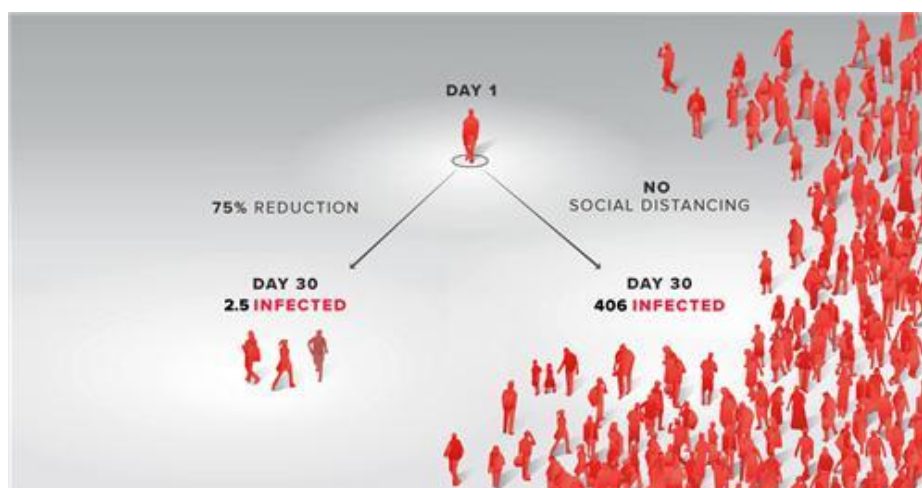 DAY 1
75% REDUCTION
NO
SOCIAL DISTANCING
DAY 30
2.5 INFECTED
DAY 30
406 INFECTED